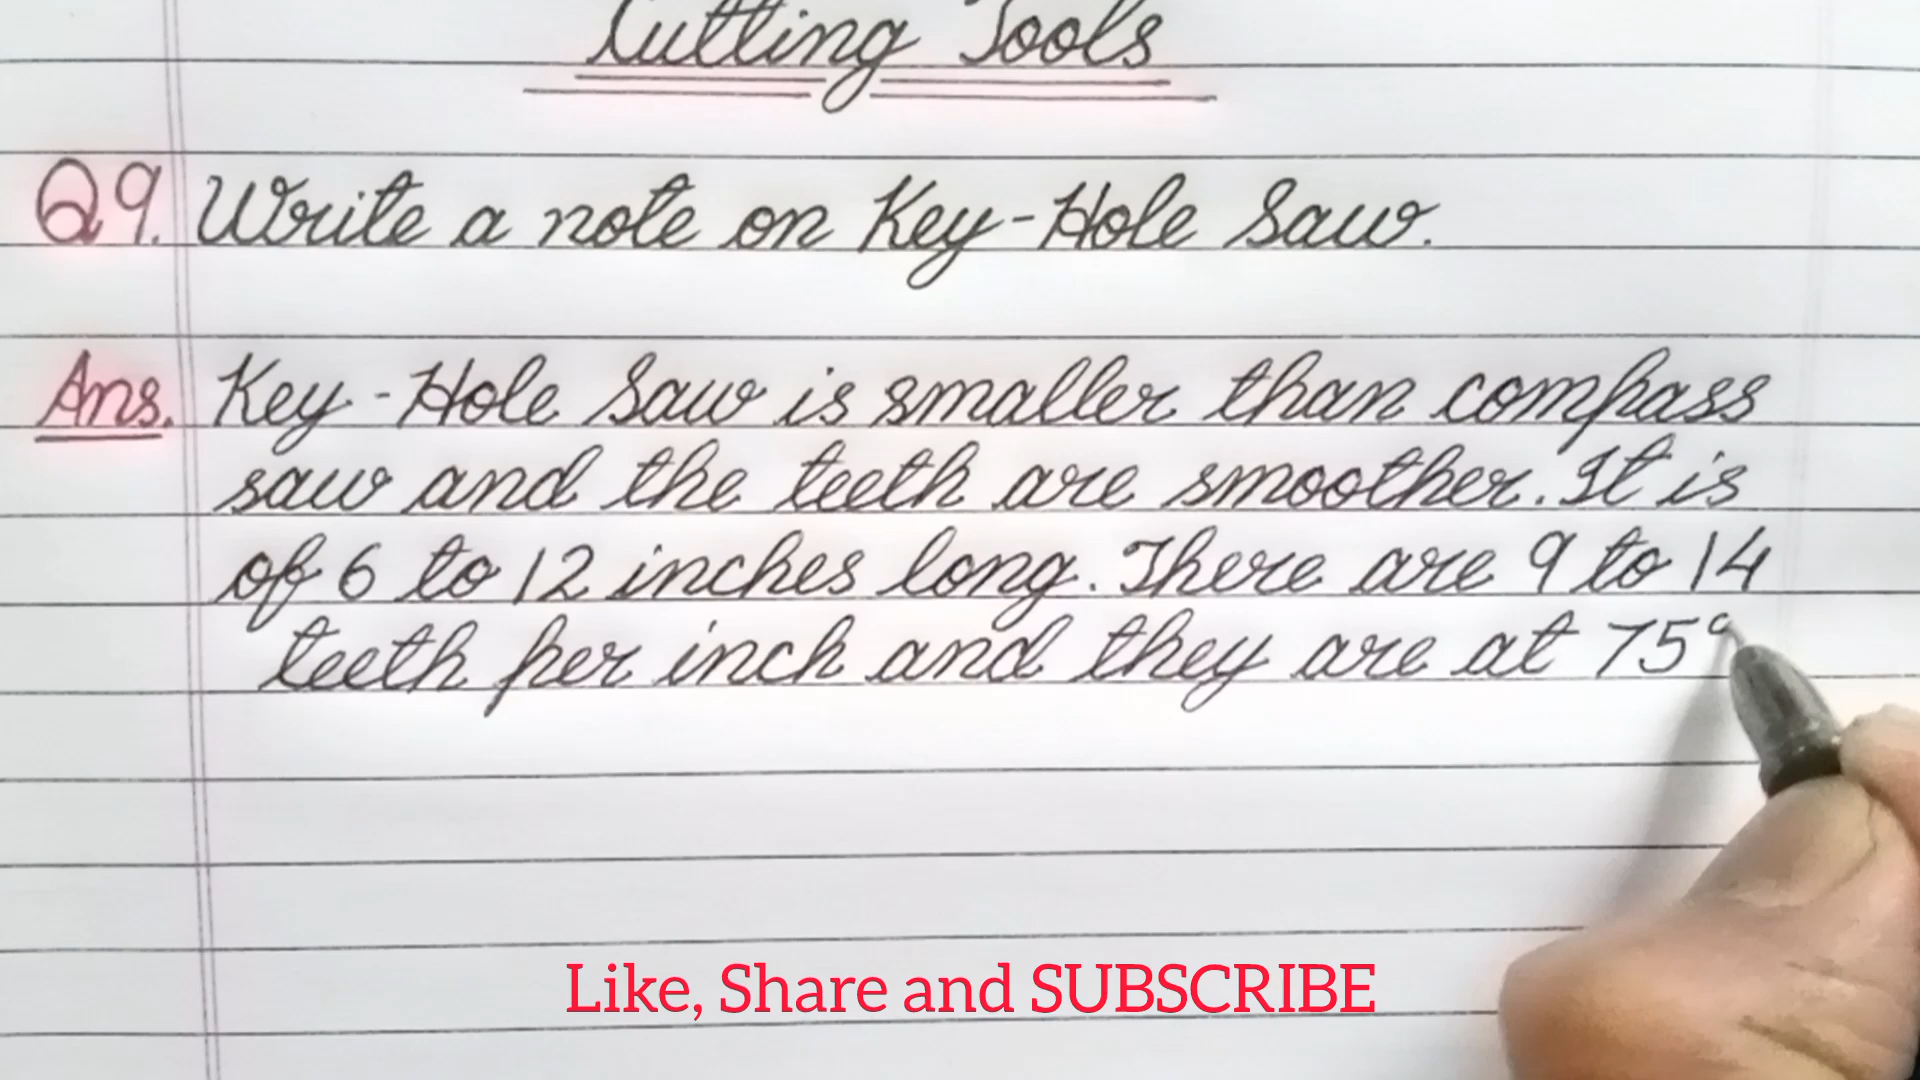 Cutting Tools
Q9. Write a note on Key-Hole Saw.
Ans. Key-Hole Saw is smaller than compass
saw and the teeth are smoother. It is
of 6 to 12 inches long. There are 9 to 14
teeth per inch and they are at 75°
Like, Share and SUBSCRIBE